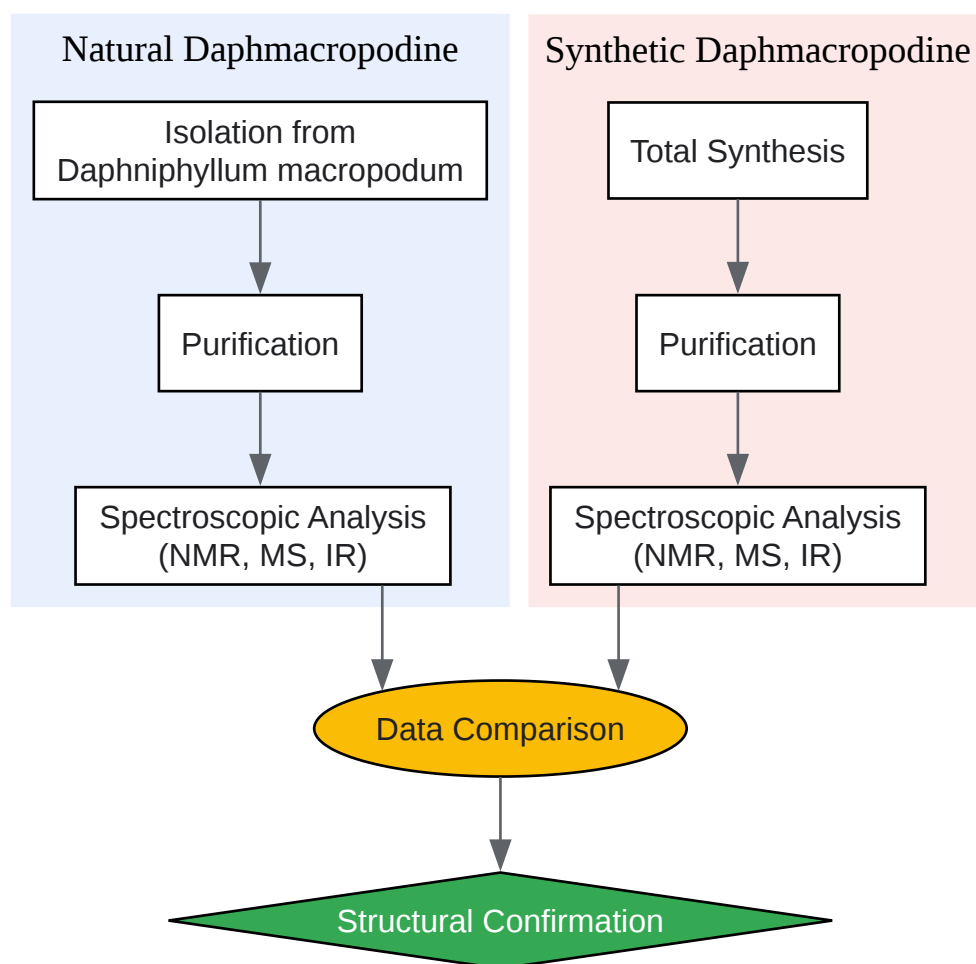 Natural Daphmacropodine
Isolation from
Daphniphyllum macropodum
Purification
Spectroscopic Analysis
(NMR, MS, IR)
Synthetic Daphmacropodine
Total Synthesis
Purification
Spectroscopic Analysis
(NMR, MS, IR)
Data Comparison
Structural Confirmation